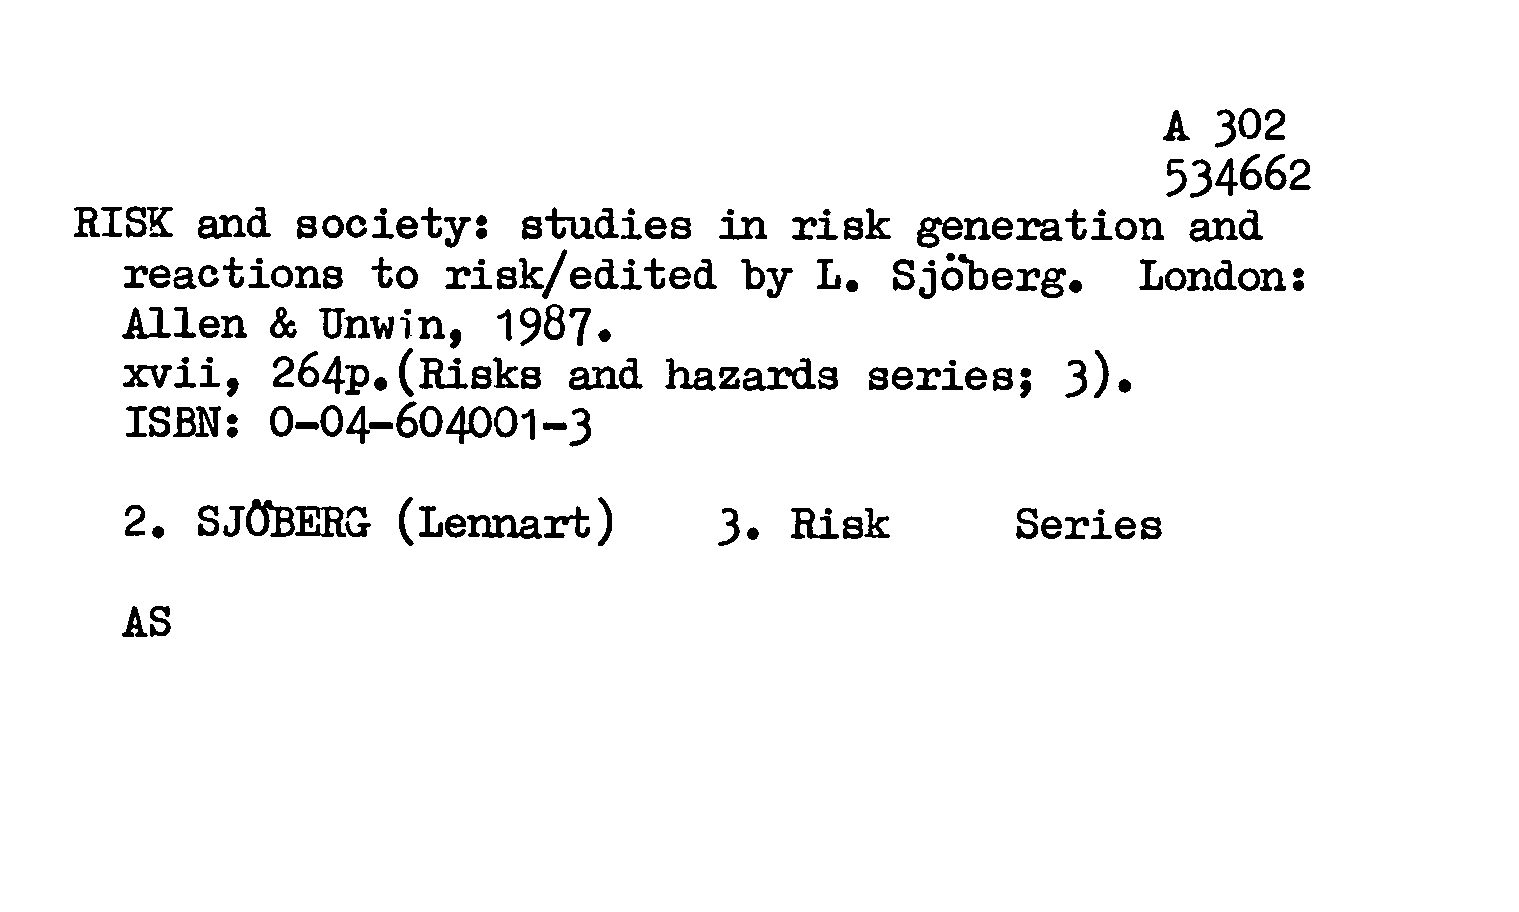 A 302
534662
RISK and society: studies in risk generation and
reactions to risk/edited by L. Sjöberg. London:
Allen & Unwin, 1987.
xvii, 264p.(Risks and hazards series; 3).
ISBN: 0-04-604001-3
2. SJÖBERG (Lennart) 3. Risk Series
AS